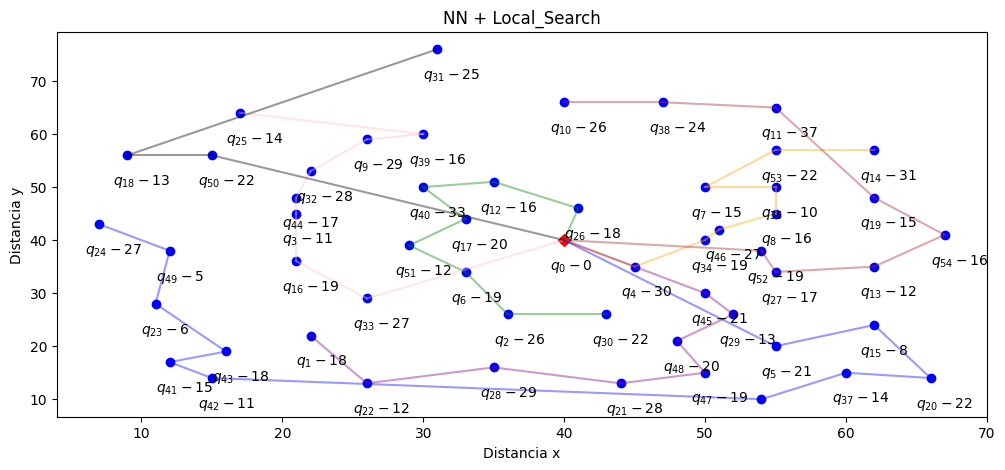 NN + Local_Search
Distancia y
70
60
50
40
30
20
10
q31 − 25
q10 − 26
q38 − 24
q11 − 37
q25 − 14
q39 − 16
q9 − 29
q18 − 13
q50 − 22
q53 − 22
q14 − 31
q32 − 28
q12 − 16
q40 − 33
q7 − 15
q19 − 15
q44 − 17
q3 − 11
q26 − 18
q8 − 16
q24 − 27
q17 − 20
q46 − 27
q54 − 16
q49 − 5
q51 − 12
q0 − 0
q34 − 19
q52 − 19
q16 − 19
q6 − 19
q4 − 30
q27 − 17
q13 − 12
q23 − 6
q33 − 27
q45 − 21
q1 − 18
q2 − 26
q30 − 22
q29 − 13
q15 − 8
q43 − 18
q48 − 20
q5 − 21
q41 − 15
q42 − 11
q28 − 29
q47 − 19
q37 − 14
q20 − 22
q22 − 12
q21 − 28
10 20 30 40 50 60 70
Distancia x